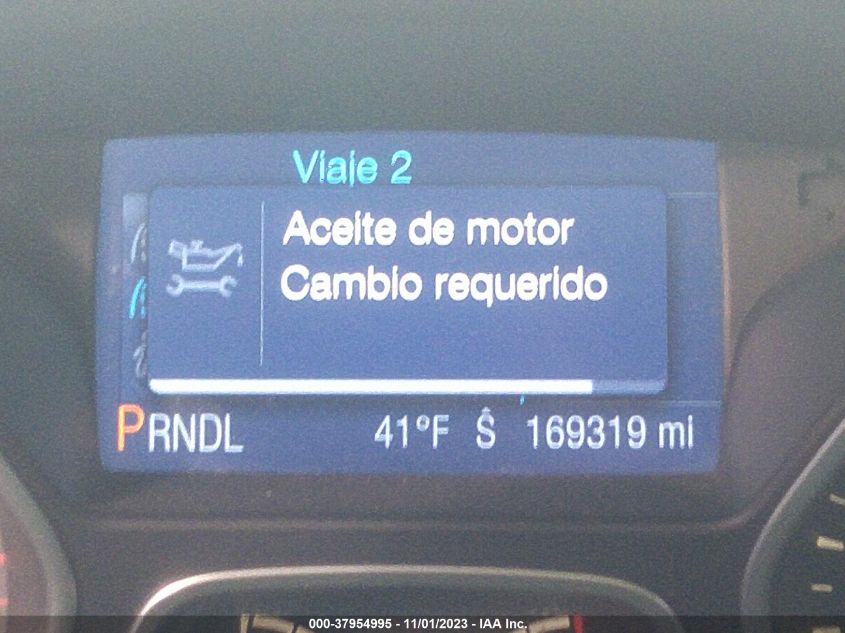 Viaje 2
Aceite de motor
Cambio requerido
PRNDL 41°F Ŝ 169319 mi
000-37954995 - 11/01/2023 - IAA Inc.